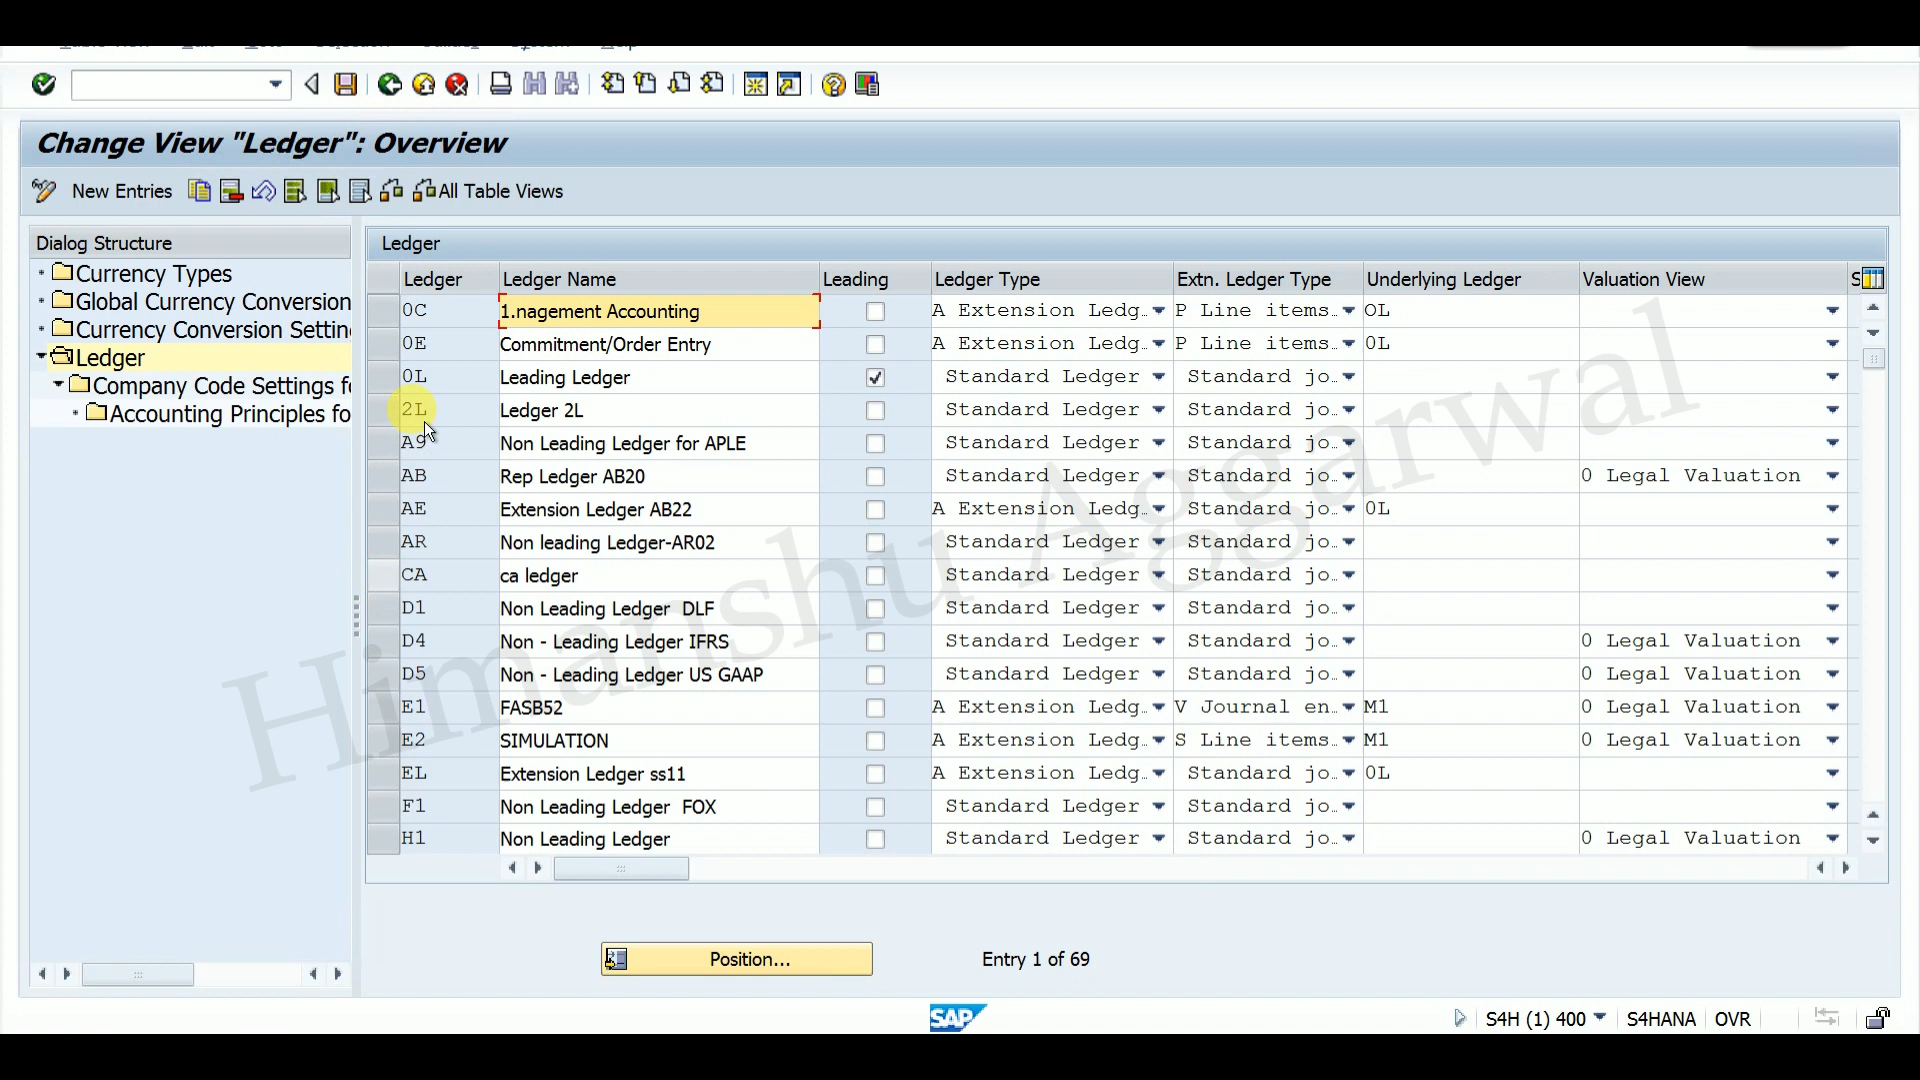 Change View "Ledger": Overview
New Entries All Table Views
Dialog Structure
Currency Types
Global Currency Conversion
Currency Conversion Settin
Ledger
Company Code Settings fo
Accounting Principles fo
Ledger
Ledger Ledger Name Leading Ledger Type Extn. Ledger Type Underlying Ledger Valuation View S
0C 1.nagement Accounting A Extension Ledg… P Line items… OL
0E Commitment/Order Entry A Extension Ledg… P Line items… 0L
0L Leading Ledger Standard Ledger Standard jo…
2L Ledger 2L Standard Ledger Standard jo…
A9 Non Leading Ledger for APLE Standard Ledger Standard jo…
AB Rep Ledger AB20 Standard Ledger Standard jo… 0 Legal Valuation
AE Extension Ledger AB22 A Extension Ledg… Standard jo… 0L
AR Non leading Ledger-AR02 Standard Ledger Standard jo…
CA ca ledger Standard Ledger Standard jo…
D1 Non Leading Ledger DLF Standard Ledger Standard jo…
D4 Non - Leading Ledger IFRS Standard Ledger Standard jo… 0 Legal Valuation
D5 Non - Leading Ledger US GAAP Standard Ledger Standard jo… 0 Legal Valuation
E1 FASB52 A Extension Ledg… V Journal en… M1 0 Legal Valuation
E2 SIMULATION A Extension Ledg… S Line items… M1 0 Legal Valuation
EL Extension Ledger ss11 A Extension Ledg… Standard jo… 0L
F1 Non Leading Ledger FOX Standard Ledger Standard jo…
H1 Non Leading Ledger Standard Ledger Standard jo… 0 Legal Valuation
Himanshu Aggarwal
Position... Entry 1 of 69
SAP S4H (1) 400 S4HANA OVR